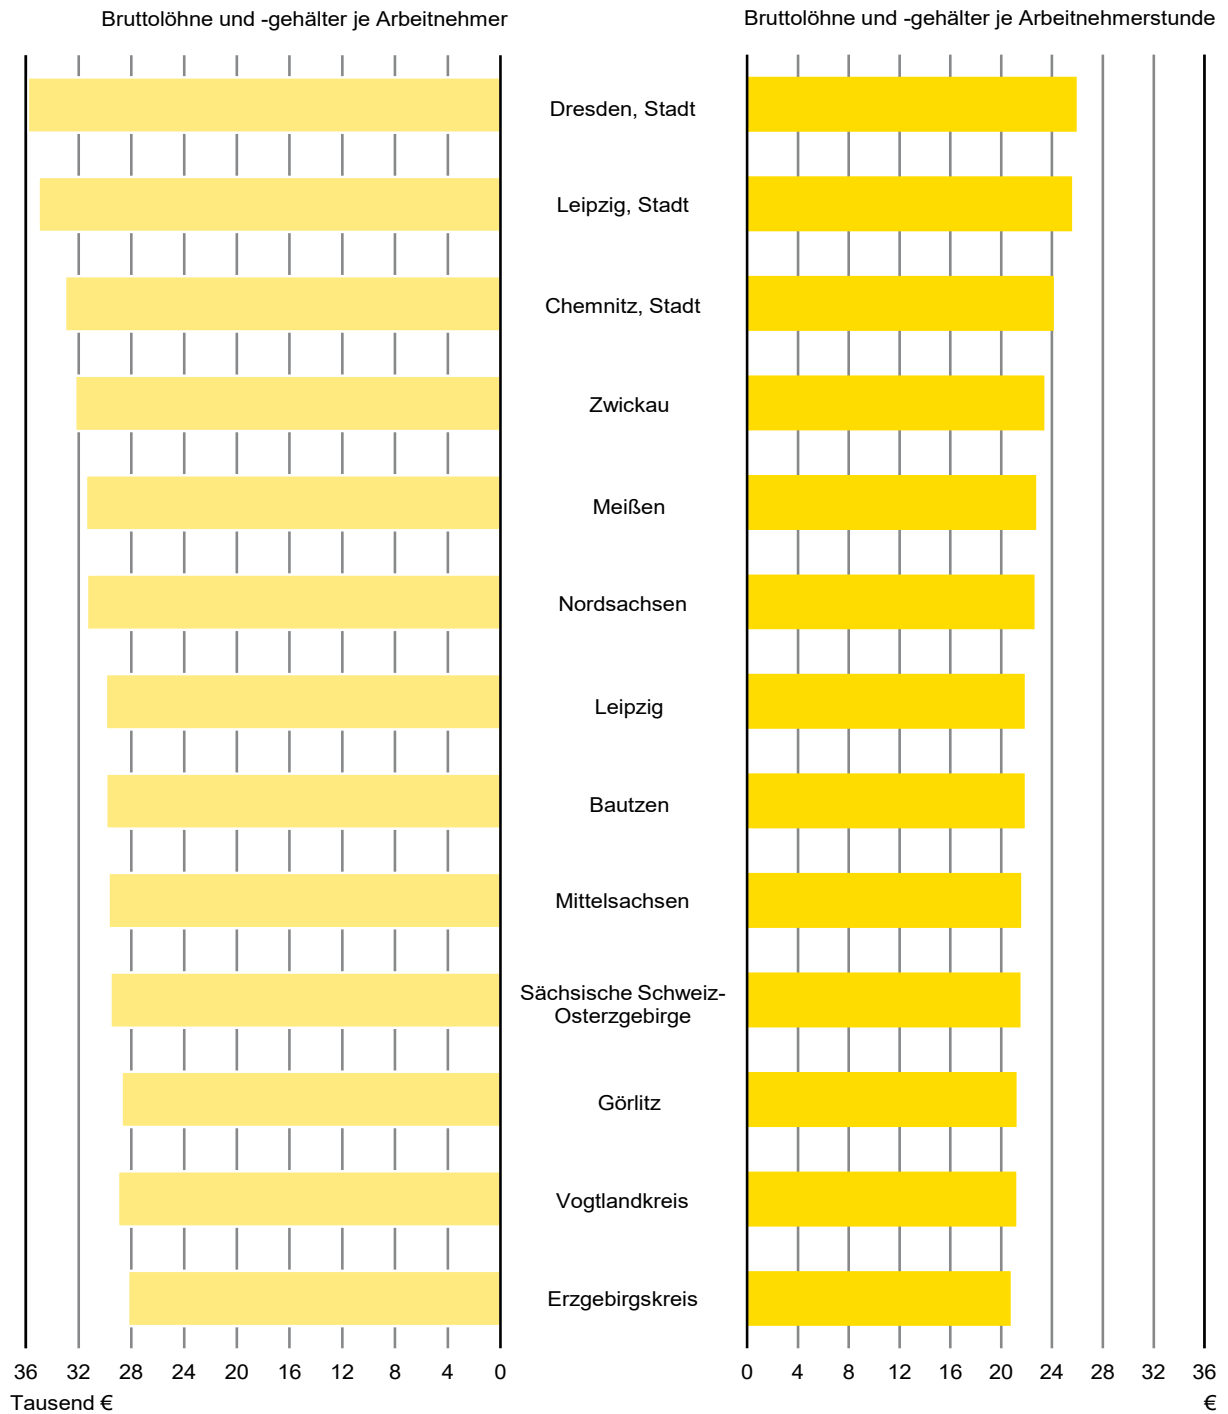 Bruttolöhne und -gehälter je Arbeitnehmer
Bruttolöhne und -gehälter je Arbeitnehmerstunde
Dresden, Stadt
Leipzig, Stadt
Chemnitz, Stadt
Zwickau
Meißen
Nordsachsen
Leipzig
Bautzen
Mittelsachsen
Sächsische Schweiz-
Osterzgebirge
Görlitz
Vogtlandkreis
Erzgebirgskreis
36 32 28 24 20 16 12 8 4 0
Tausend €
0 4 8 12 16 20 24 28 32 36
€